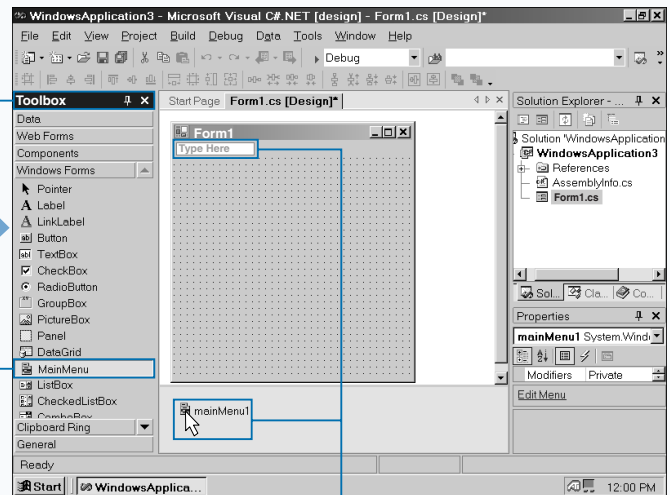 WindowsApplication3 - Microsoft Visual C#.NET [design] - Form1.cs [Design]*
File Edit View Project Build Debug Data Tools Window Help
Debug
Toolbox
Start Page Form1.cs [Design]*
Solution Explorer - ...
Data
Web Forms
Components
Windows Forms
Pointer
A Label
A LinkLabel
ab Button
abl TextBox
CheckBox
RadioButton
GroupBox
PictureBox
Panel
DataGrid
MainMenu
ListBox
CheckedListBox
ComboBox
Clipboard Ring
General
Form1
Type Here
mainMenu1
Solution 'WindowsApplication
WindowsApplication3
References
AssemblyInfo.cs
Form1.cs
Sol... Cla... Co...
Properties
mainMenu1 System.Wind
Modifiers Private
Edit Menu
Ready
Start WindowsApplica...
12:00 PM